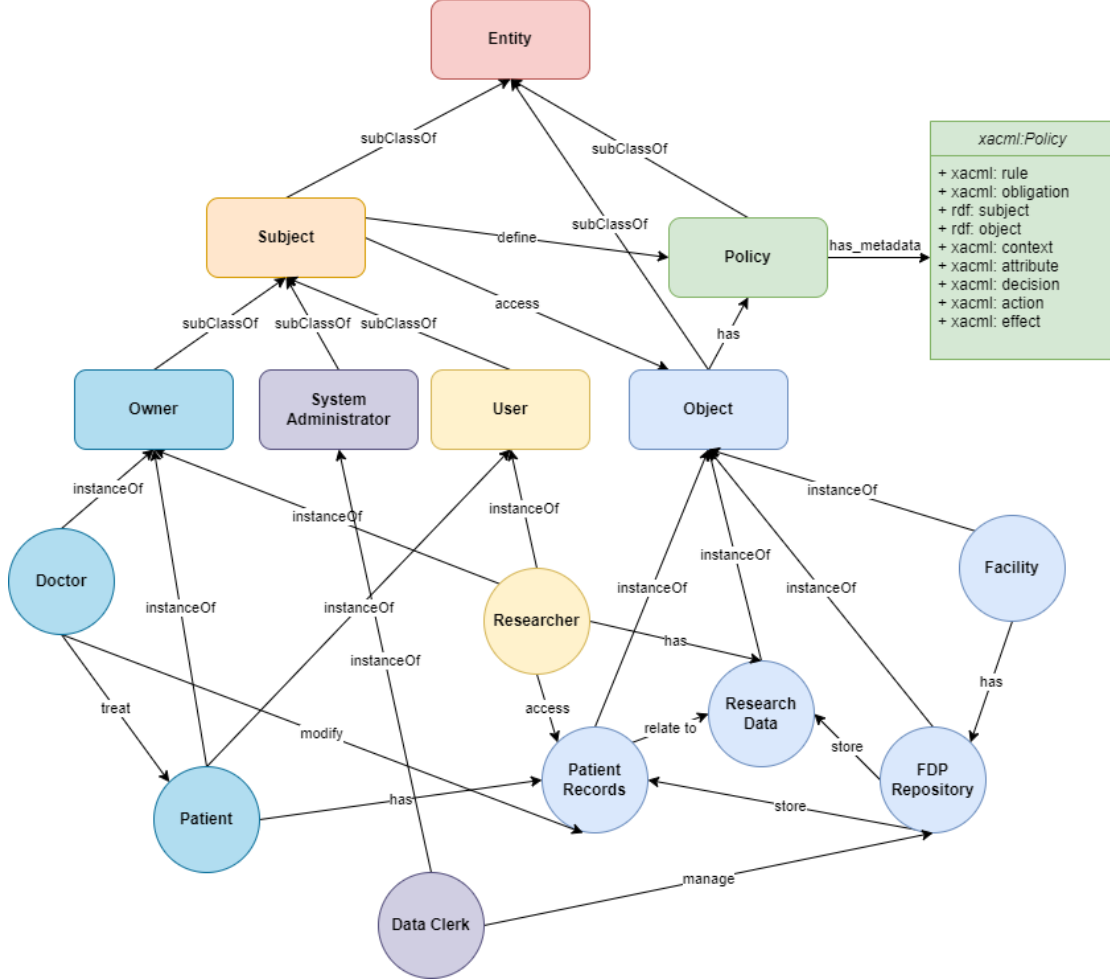 Entity
subClassOf
subClassOf
subClassOf
xacml:Policy
+ xacml: rule
+ xacml: obligation
+ rdf: subject
+ rdf: object
+ xacml: context
+ xacml: attribute
+ xacml: decision
+ xacml: action
+ xacml: effect
Subject
define
Policy
has_metadata
access
has
subClassOf
subClassOf
subClassOf
Owner
System
Administrator
User
Object
instanceOf
instanceOf
instanceOf
instanceOf
Doctor
instanceOf
instanceOf
instanceOf
instanceOf
Facility
Researcher
has
instanceOf
has
treat
modify
access
relate to
Research
Data
store
Patient
has
Patient
Records
store
FDP
Repository
manage
Data Clerk